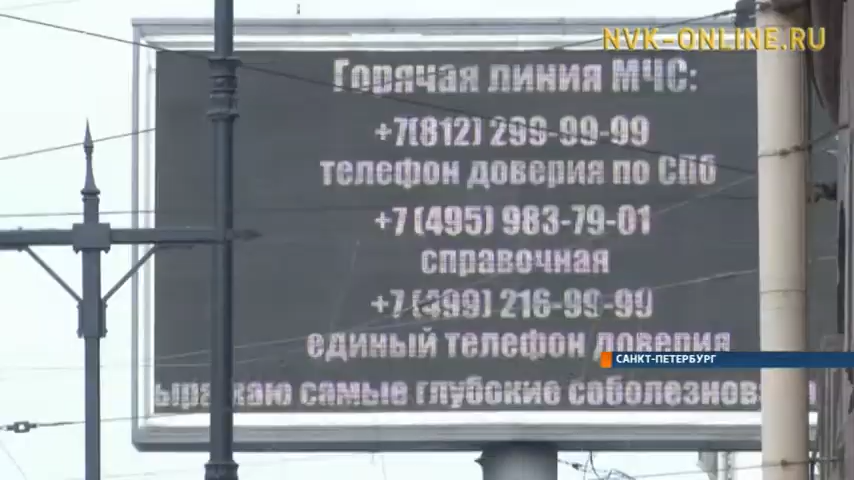 NVK-ONLINE.RU
Горячая линия МЧС:
+7(812) 299-99-99
телефон доверия по СПб
+7 (495) 983-79-01
справочная
+7 (499) 216-99-99
единый телефон доверия
САНКТ-ПЕТЕРБУРГ
самые глубокие